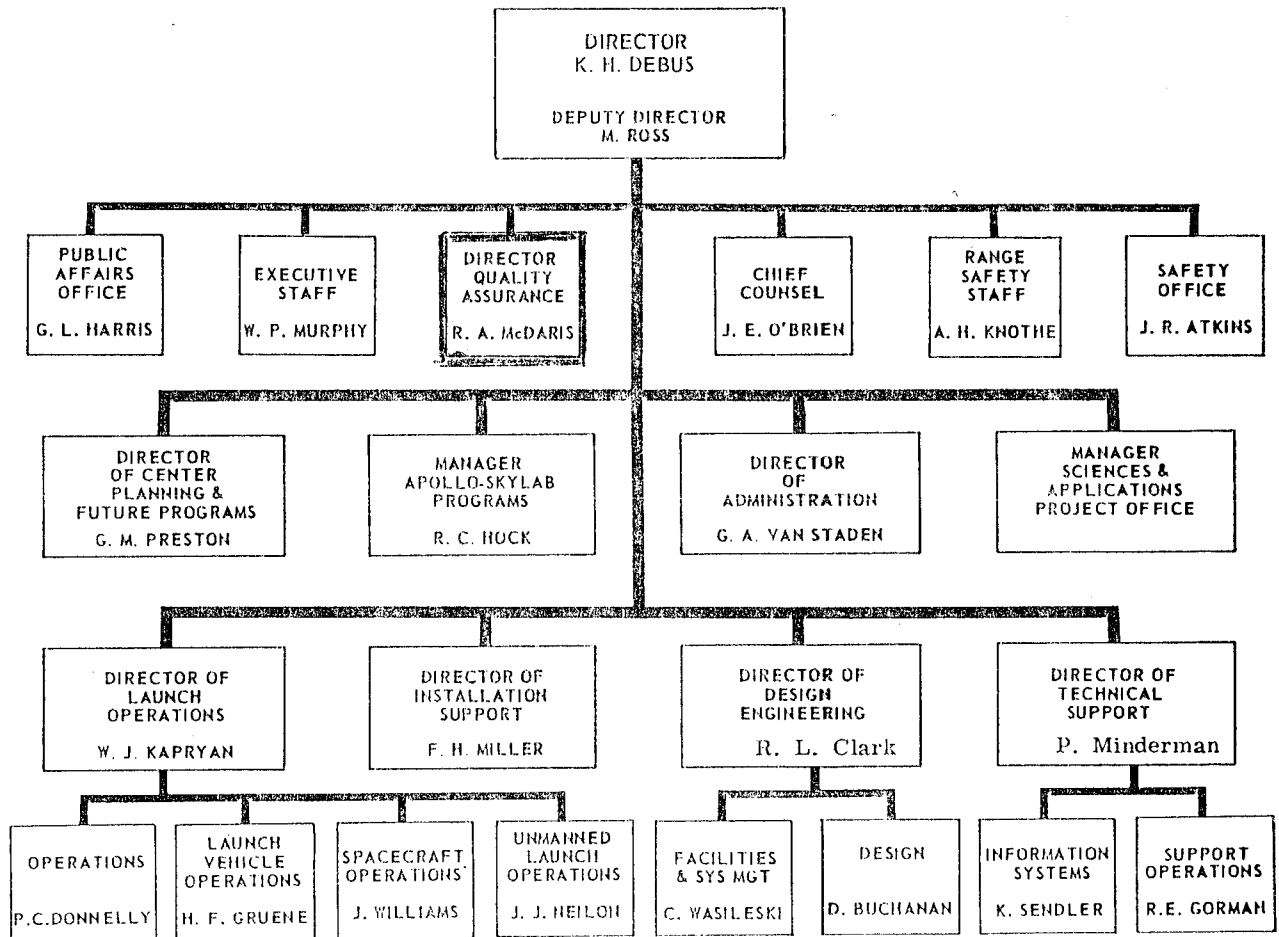 DIRECTOR
K. H. DEBUS
DEPUTY DIRECTOR
M. ROSS
PUBLIC
AFFAIRS
OFFICE
G. L. HARRIS
EXECUTIVE
STAFF
W. P. MURPHY
DIRECTOR
QUALITY
ASSURANCE
R. A. McDARIS
CHIEF
COUNSEL
J. E. O'BRIEN
RANGE
SAFETY
STAFF
A. H. KNOTHE
SAFETY
OFFICE
J. R. ATKINS
DIRECTOR
OF CENTER
PLANNING &
FUTURE PROGRAMS
G. M. PRESTON
MANAGER
APOLLO-SKYLAB
PROGRAMS
R. C. HOCK
DIRECTOR
OF
ADMINISTRATION
G. A. VAN STADEN
MANAGER
SCIENCES &
APPLICATIONS
PROJECT OFFICE
DIRECTOR OF
LAUNCH
OPERATIONS
W. J. KAPRYAN
DIRECTOR OF
INSTALLATION
SUPPORT
F. H. MILLER
DIRECTOR OF
DESIGN
ENGINEERING
R. L. Clark
DIRECTOR OF
TECHNICAL
SUPPORT
P. Minderman
OPERATIONS
P.C.DONNELLY
LAUNCH
VEHICLE
OPERATIONS
H. F. GRUENE
SPACECRAFT
OPERATIONS
J. WILLIAMS
UNMANNED
LAUNCH
OPERATIONS
J. J. NEILON
FACILITIES
& SYS MGT
C. WASILESKI
DESIGN
D. BUCHANAN
INFORMATION
SYSTEMS
K. SENDLER
SUPPORT
OPERATIONS
R.E. GORMAN